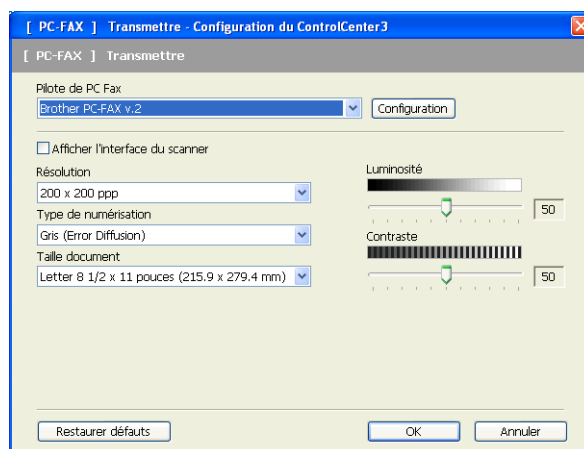 [ PC-FAX ] Transmettre - Configuration du ControlCenter3
[ PC-FAX ] Transmettre
Pilote de PC Fax
Brother PC-FAX v.2
Configuration
Afficher l'interface du scanner
Résolution
200 x 200 ppp
Type de numérisation
Gris (Error Diffusion)
Taille document
Letter 8 1/2 x 11 pouces (215.9 x 279.4 mm)
Luminosité
50
Contraste
50
Restaurer défauts
OK
Annuler